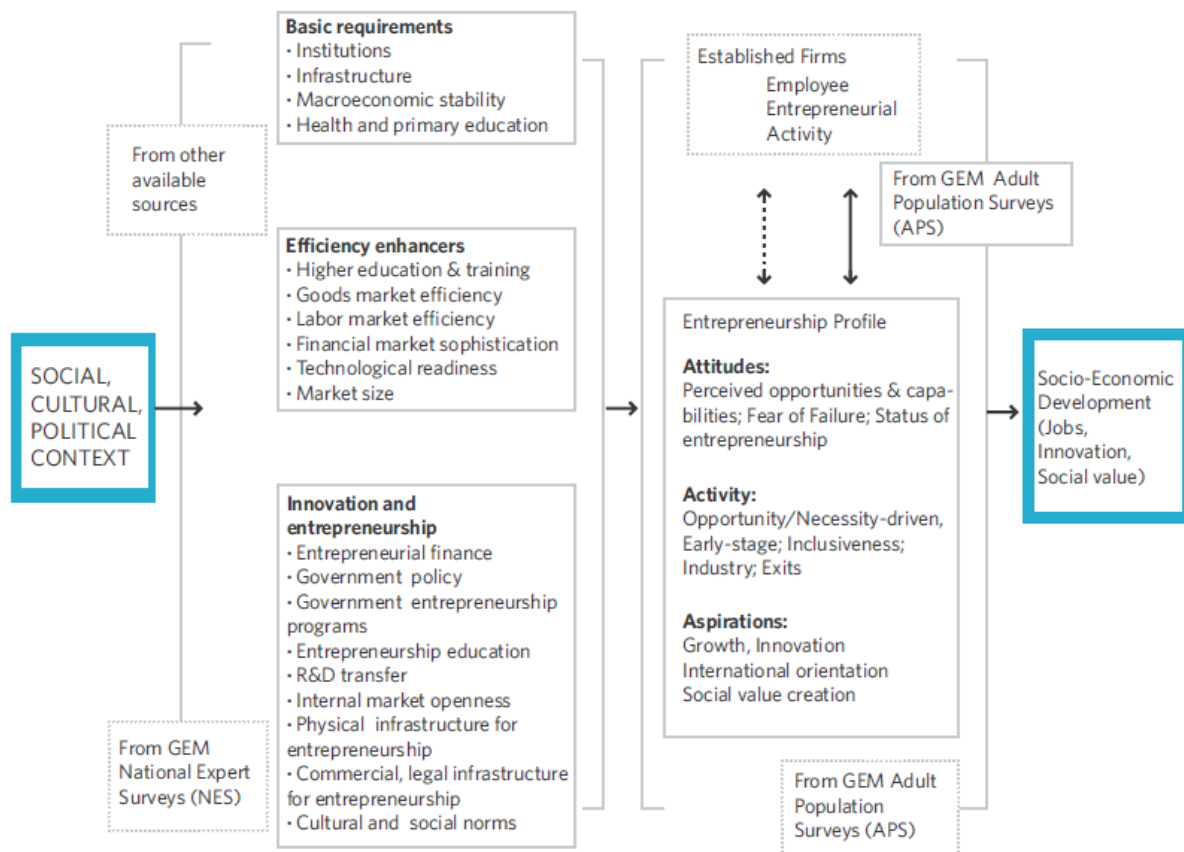 SOCIAL,
CULTURAL,
POLITICAL
CONTEXT
From other
available
sources
From GEM
National Expert
Surveys (NES)
Basic requirements
· Institutions
· Infrastructure
· Macroeconomic stability
· Health and primary education
Efficiency enhancers
· Higher education & training
· Goods market efficiency
· Labor market efficiency
· Financial market sophistication
· Technological readiness
· Market size
Innovation and
entrepreneurship
· Entrepreneurial finance
· Government policy
· Government entrepreneurship
programs
· Entrepreneurship education
· R&D transfer
· Internal market openness
· Physical infrastructure for
entrepreneurship
· Commercial, legal infrastructure
for entrepreneurship
· Cultural and social norms
Established Firms
Employee
Entrepreneurial
Activity
From GEM Adult
Population Surveys
(APS)
Entrepreneurship Profile
Attitudes:
Perceived opportunities & capa-
bilities; Fear of Failure; Status of
entrepreneurship
Activity:
Opportunity/Necessity-driven,
Early-stage; Inclusiveness;
Industry; Exits
Aspirations:
Growth, Innovation
International orientation
Social value creation
From GEM Adult
Population
Surveys (APS)
Socio-Economic
Development
(Jobs,
Innovation,
Social value)